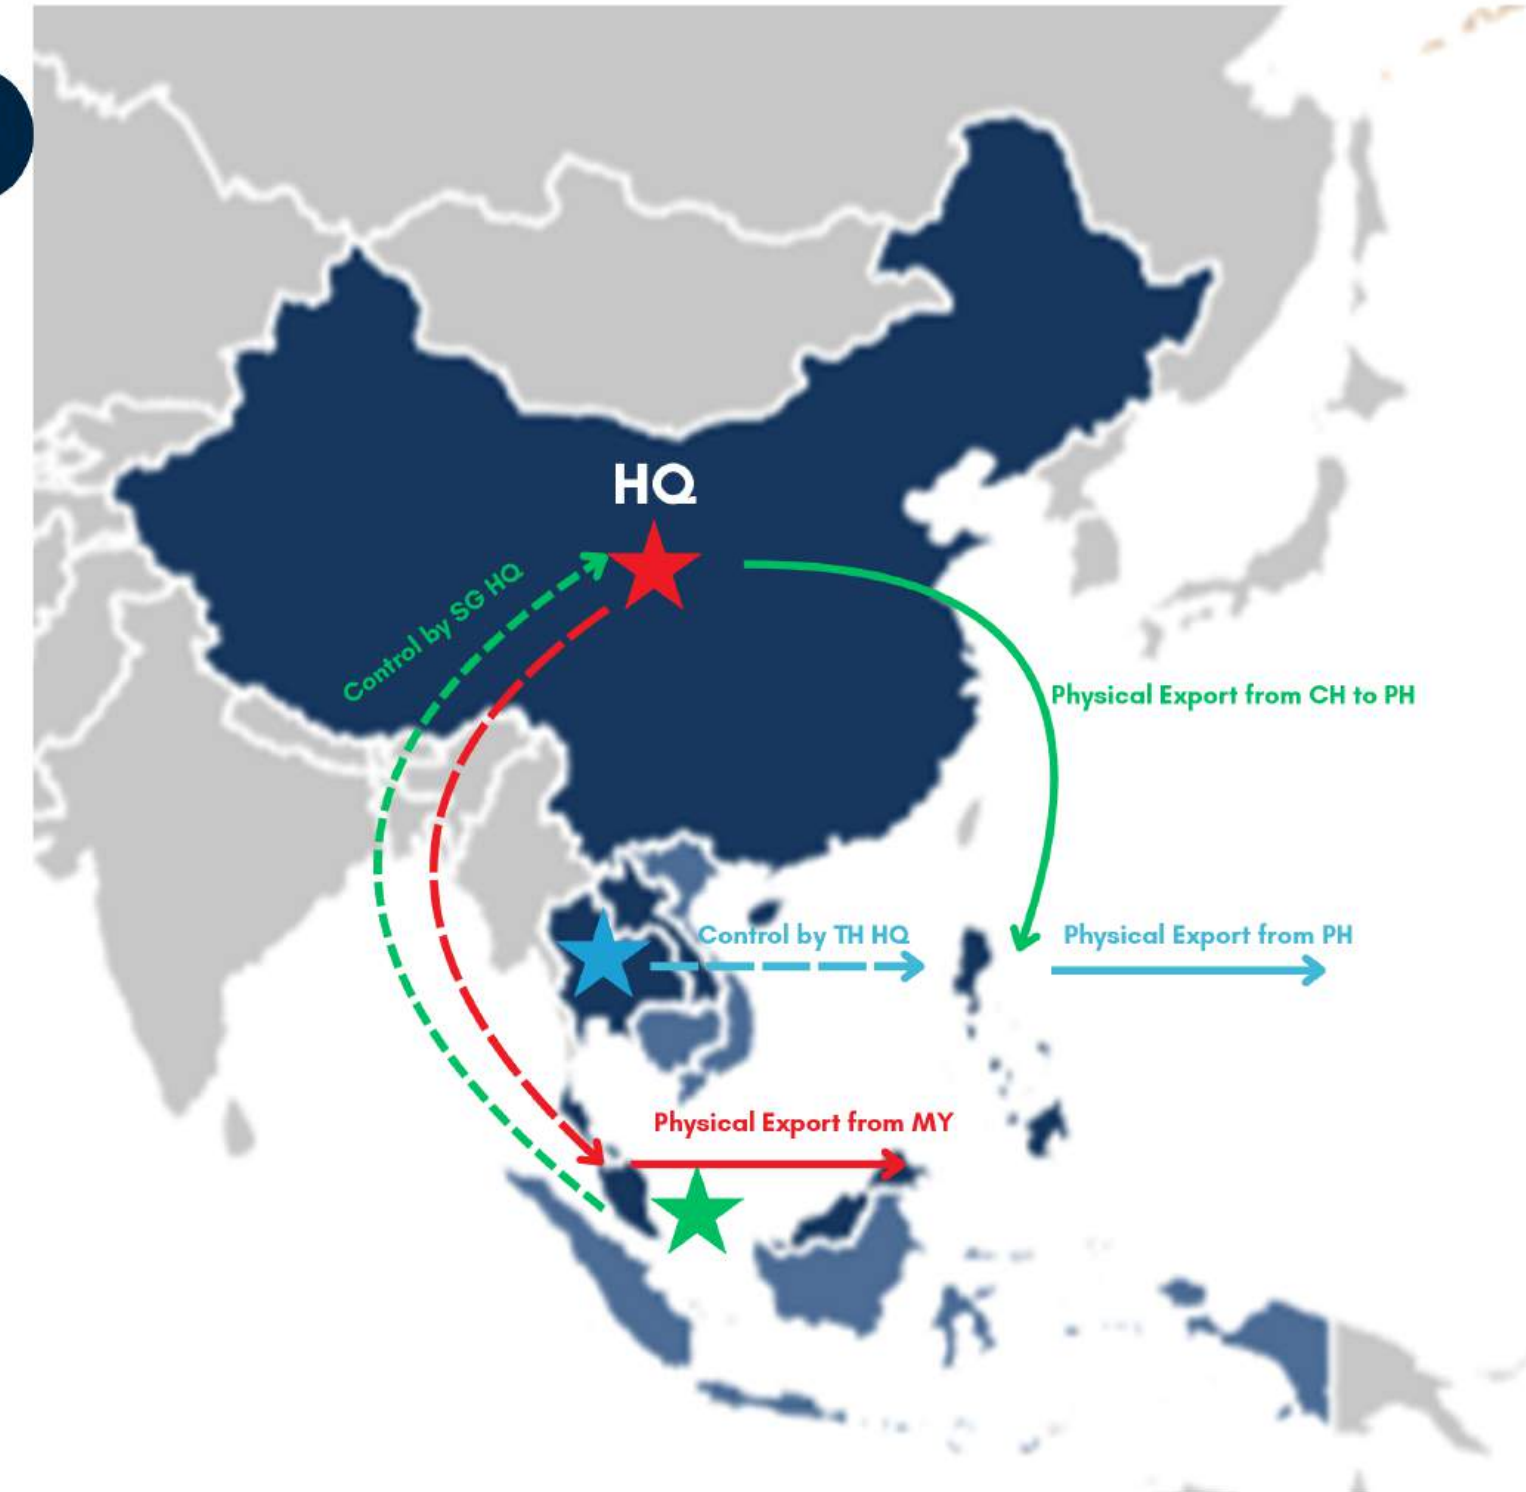 HQ
Control by SG HQ
Physical Export from CH to PH
Control by TH HQ
Physical Export from PH
Physical Export from MY